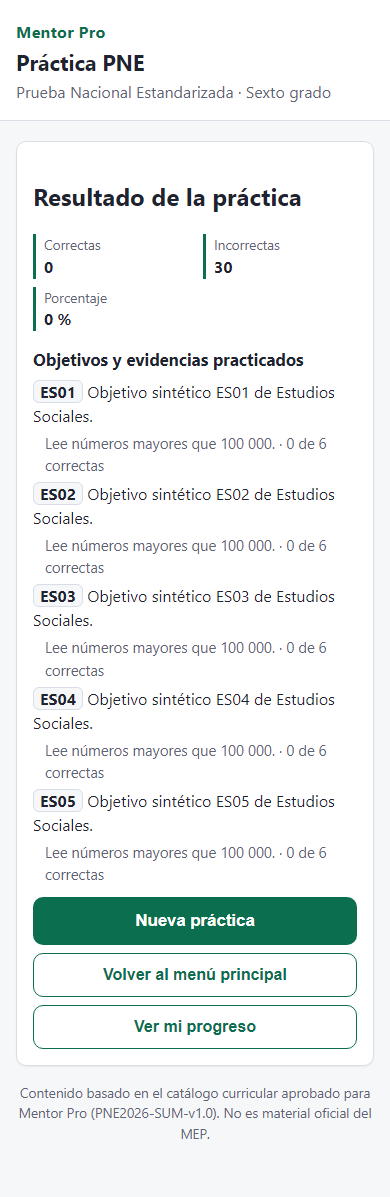 Mentor Pro
Práctica PNE
Prueba Nacional Estandarizada · Sexto grado
Resultado de la práctica
Correctas
0
Incorrectas
30
Porcentaje
0 %
Objetivos y evidencias practicados
ES01 Objetivo sintético ES01 de Estudios
Sociales.
Lee números mayores que 100 000. · 0 de 6
correctas
ES02 Objetivo sintético ES02 de Estudios
Sociales.
Lee números mayores que 100 000. · 0 de 6
correctas
ES03 Objetivo sintético ES03 de Estudios
Sociales.
Lee números mayores que 100 000. · 0 de 6
correctas
ES04 Objetivo sintético ES04 de Estudios
Sociales.
Lee números mayores que 100 000. · 0 de 6
correctas
ES05 Objetivo sintético ES05 de Estudios
Sociales.
Lee números mayores que 100 000. · 0 de 6
correctas
Nueva práctica
Volver al menú principal
Ver mi progreso
Contenido basado en el catálogo curricular aprobado para
Mentor Pro (PNE2026-SUM-v1.0). No es material oficial del
MEP.